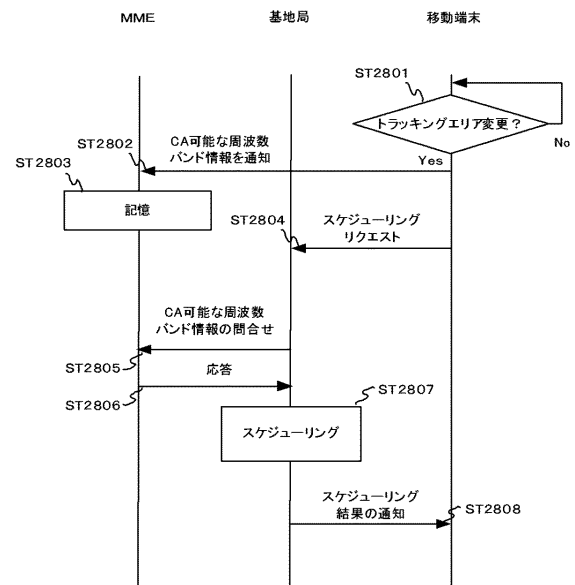 MME
基地局
移動端末
ST2801
トラッキングエリア変更？
No
Yes
ST2802
CA可能な周波数
バンド情報を通知
ST2803
記憶
ST2804
スケジューリング
リクエスト
CA可能な周波数
バンド情報の問合せ
ST2805
応答
ST2806
ST2807
スケジューリング
スケジューリング
結果の通知
ST2808